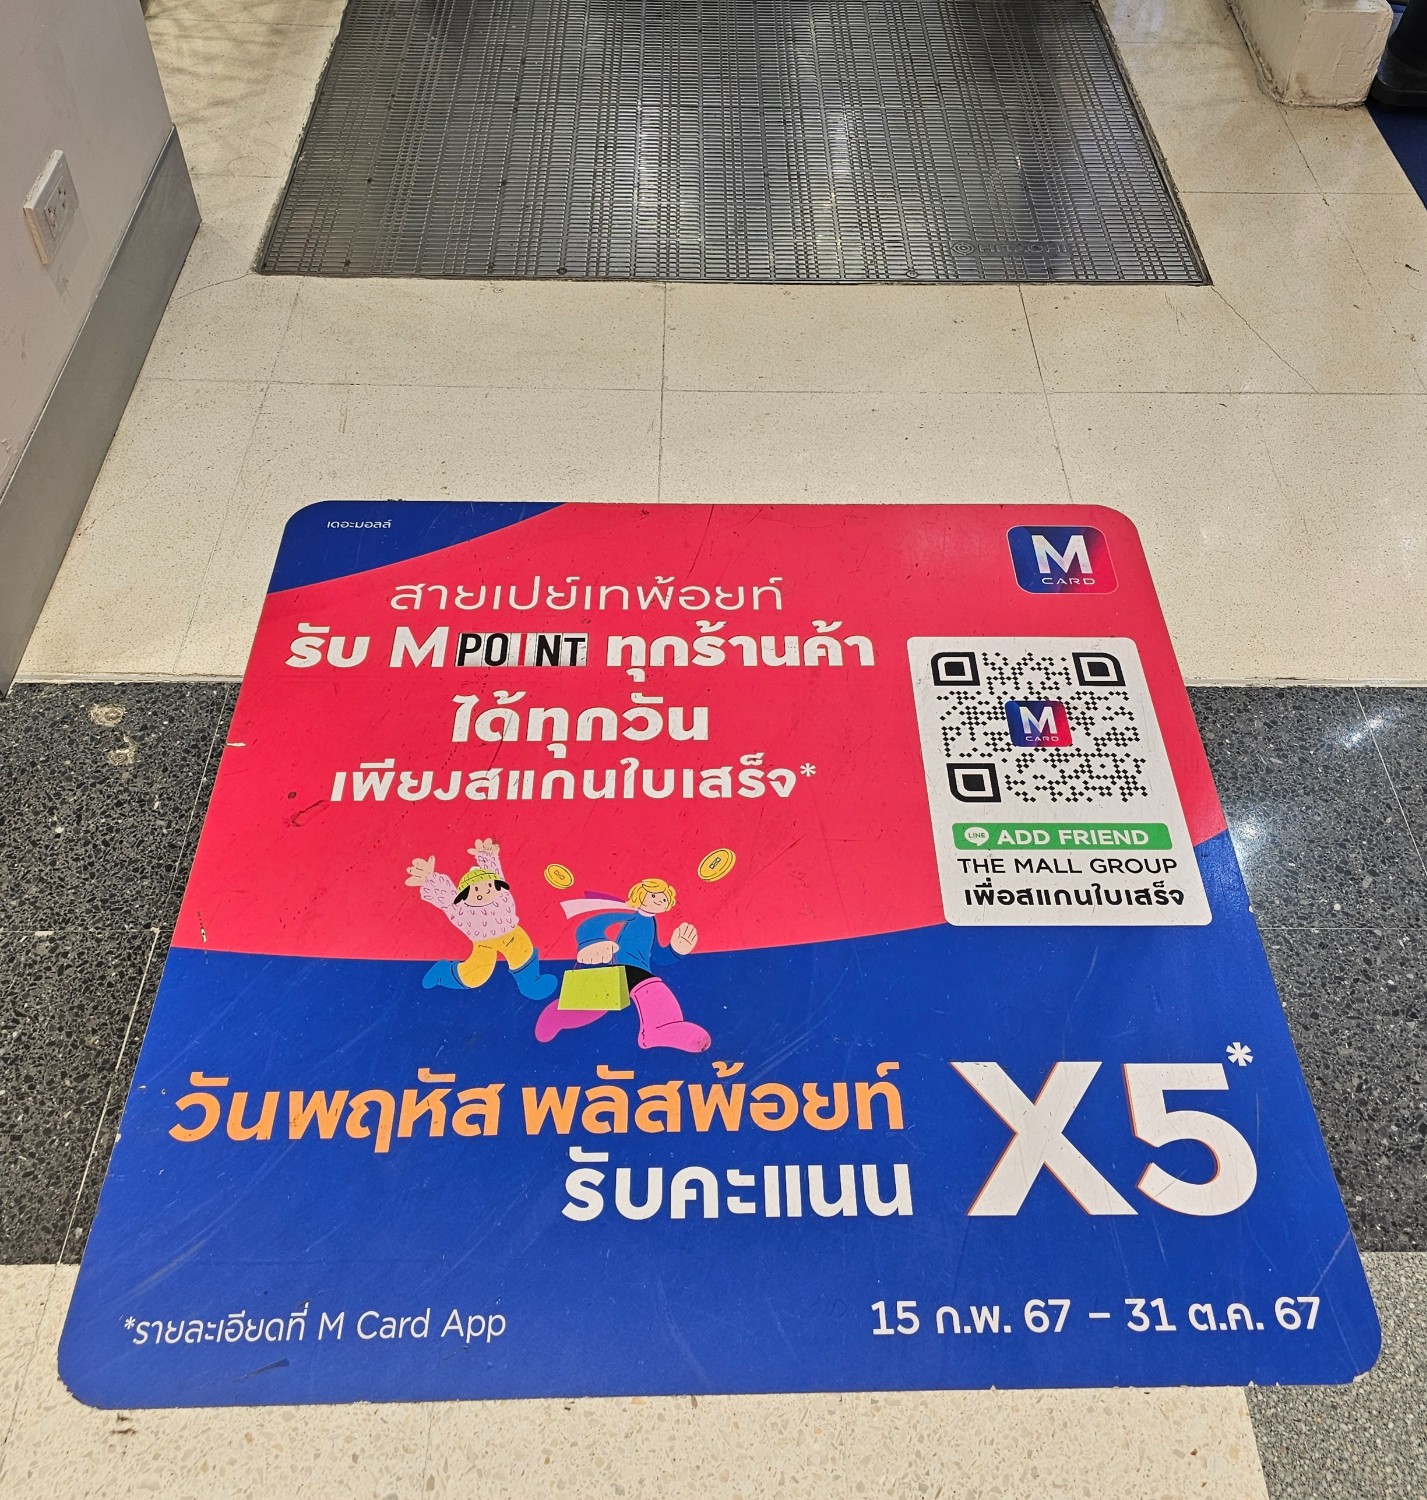 เดอะมอลล์
M
CARD
สายเปย์เทพ้อยท์
รับ M POINT ทุกร้านค้า
ได้ทุกวัน
เพียงสแกนใบเสร็จ*
M
CARD
LINE ADD FRIEND
THE MALL GROUP
เพื่อสแกนใบเสร็จ
วันพฤหัส พลัสพ้อยท์
รับคะแนน
X5*
*รายละเอียดที่ M Card App
15 ก.พ. 67 – 31 ต.ค. 67